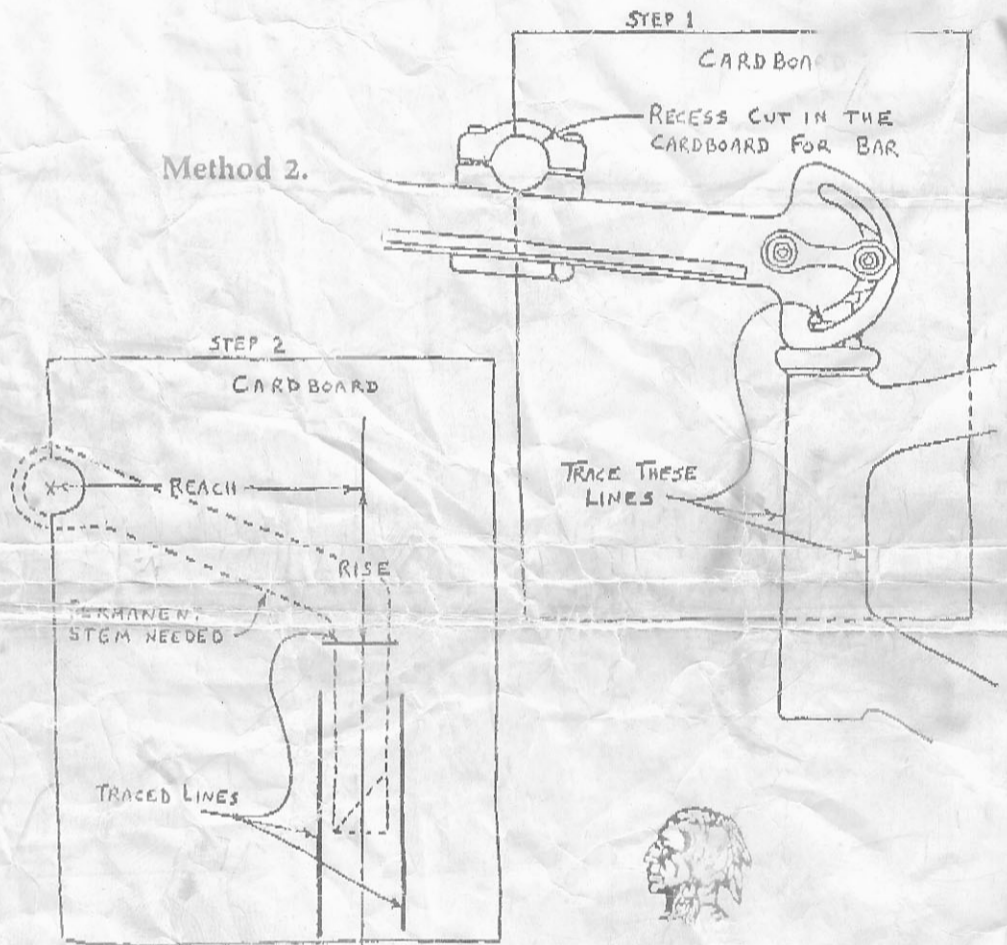 STEP 1
CARDBOA
RECESS CUT IN THE
CARDBOARD FOR BAR
Method 2.
TRACE THESE
LINES
STEP 2
CARDBOARD
REACH
RISE
PERMANENT
STEM NEEDED
TRACED LINES